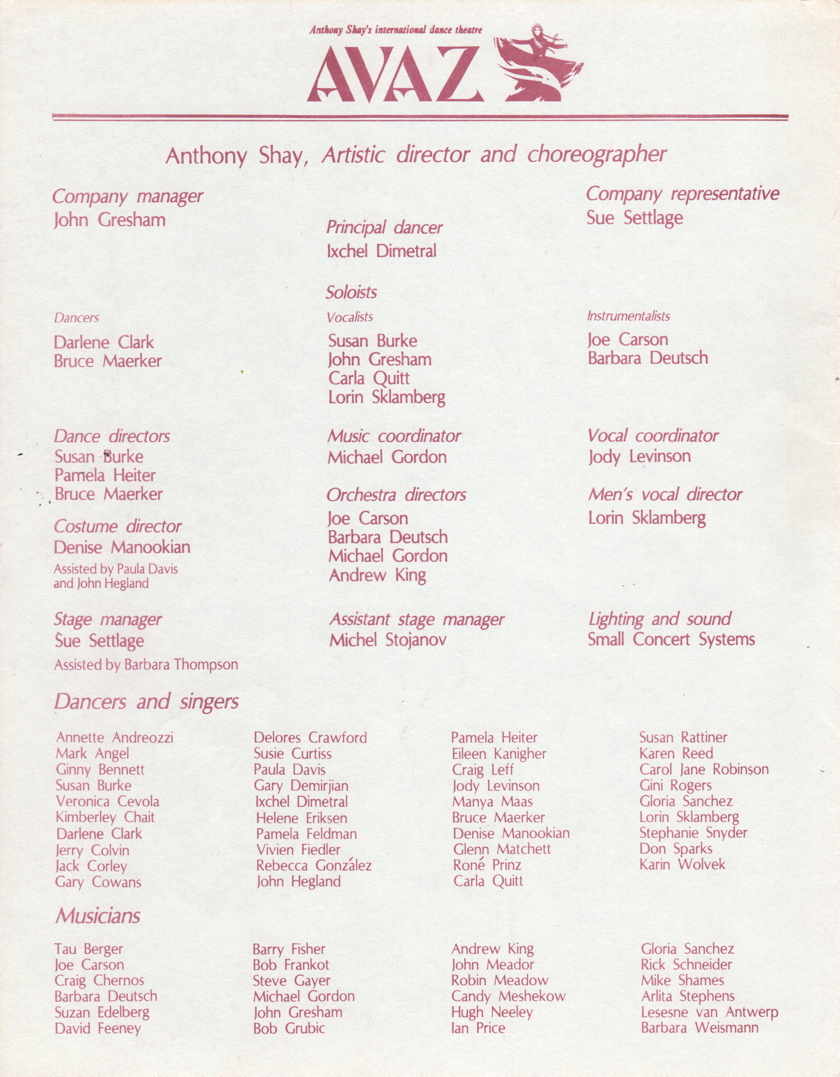 Anthony Shay's international dance theatre
AVAZ
Anthony Shay, Artistic director and choreographer
Company manager
John Gresham
Principal dancer
Ixchel Dimetral
Company representative
Sue Settlage
Soloists
Dancers
Darlene Clark
Bruce Maerker
Vocalists
Susan Burke
John Gresham
Carla Quitt
Lorin Sklamberg
Instrumentalists
Joe Carson
Barbara Deutsch
Dance directors
Susan Burke
Pamela Heiter
Bruce Maerker
Costume director
Denise Manookian
Assisted by Paula Davis
and John Hegland
Music coordinator
Michael Gordon
Orchestra directors
Joe Carson
Barbara Deutsch
Michael Gordon
Andrew King
Vocal coordinator
Jody Levinson
Men's vocal director
Lorin Sklamberg
Stage manager
Sue Settlage
Assisted by Barbara Thompson
Assistant stage manager
Michel Stojanov
Lighting and sound
Small Concert Systems
Dancers and singers
Annette Andreozzi
Mark Angel
Ginny Bennett
Susan Burke
Veronica Cevola
Kimberley Chait
Darlene Clark
Jerry Colvin
Jack Corley
Gary Cowans
Delores Crawford
Susie Curtiss
Paula Davis
Gary Demirjian
Ixchel Dimetral
Helene Eriksen
Pamela Feldman
Vivien Fiedler
Rebecca González
John Hegland
Pamela Heiter
Eileen Kanigher
Craig Leff
Jody Levinson
Manya Maas
Bruce Maerker
Denise Manookian
Glenn Matchett
Roné Prinz
Carla Quitt
Susan Rattiner
Karen Reed
Carol Jane Robinson
Gini Rogers
Gloria Sanchez
Lorin Sklamberg
Stephanie Snyder
Don Sparks
Karin Wolvek
Musicians
Tau Berger
Joe Carson
Craig Chernos
Barbara Deutsch
Suzan Edelberg
David Feeney
Barry Fisher
Bob Frankot
Steve Gayer
Michael Gordon
John Gresham
Bob Grubic
Andrew King
John Meador
Robin Meadow
Candy Meshekow
Hugh Neeley
Ian Price
Gloria Sanchez
Rick Schneider
Mike Shames
Arlita Stephens
Lesesne van Antwerp
Barbara Weismann